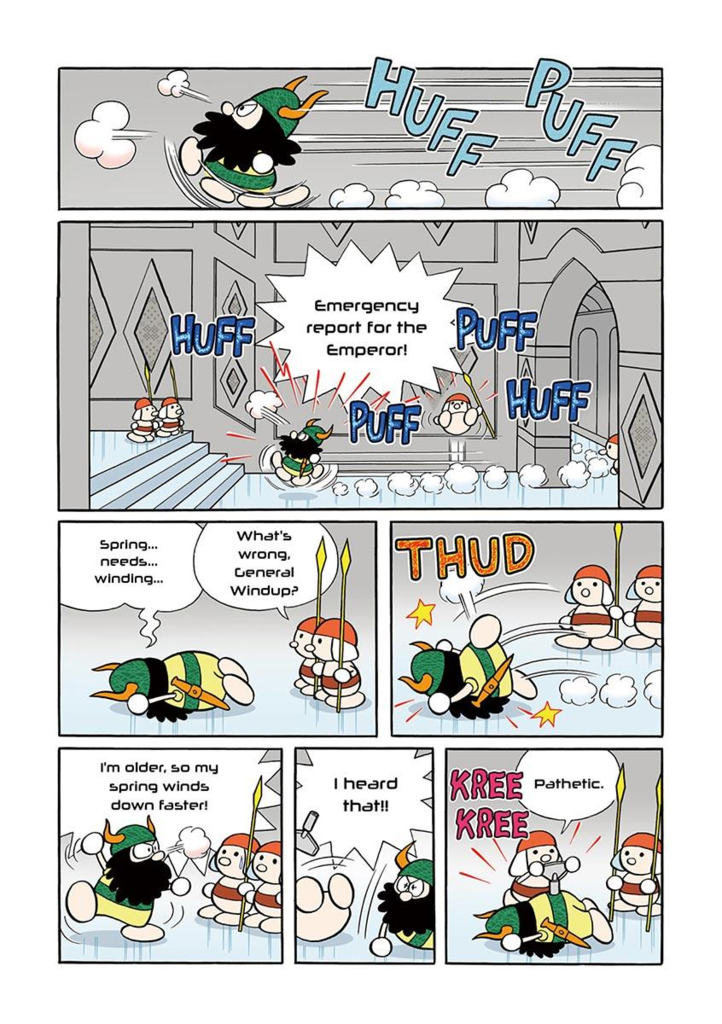 HUFF
PUFF
Emergency
report for the
Emperor!
HUFF
PUFF
PUFF
HUFF
THUD
What's
wrong,
General
Windup?
Spring...
needs...
winding...
KREE
KREE
Pathetic.
I heard
that!!
I'm older, so my
spring winds
down faster!